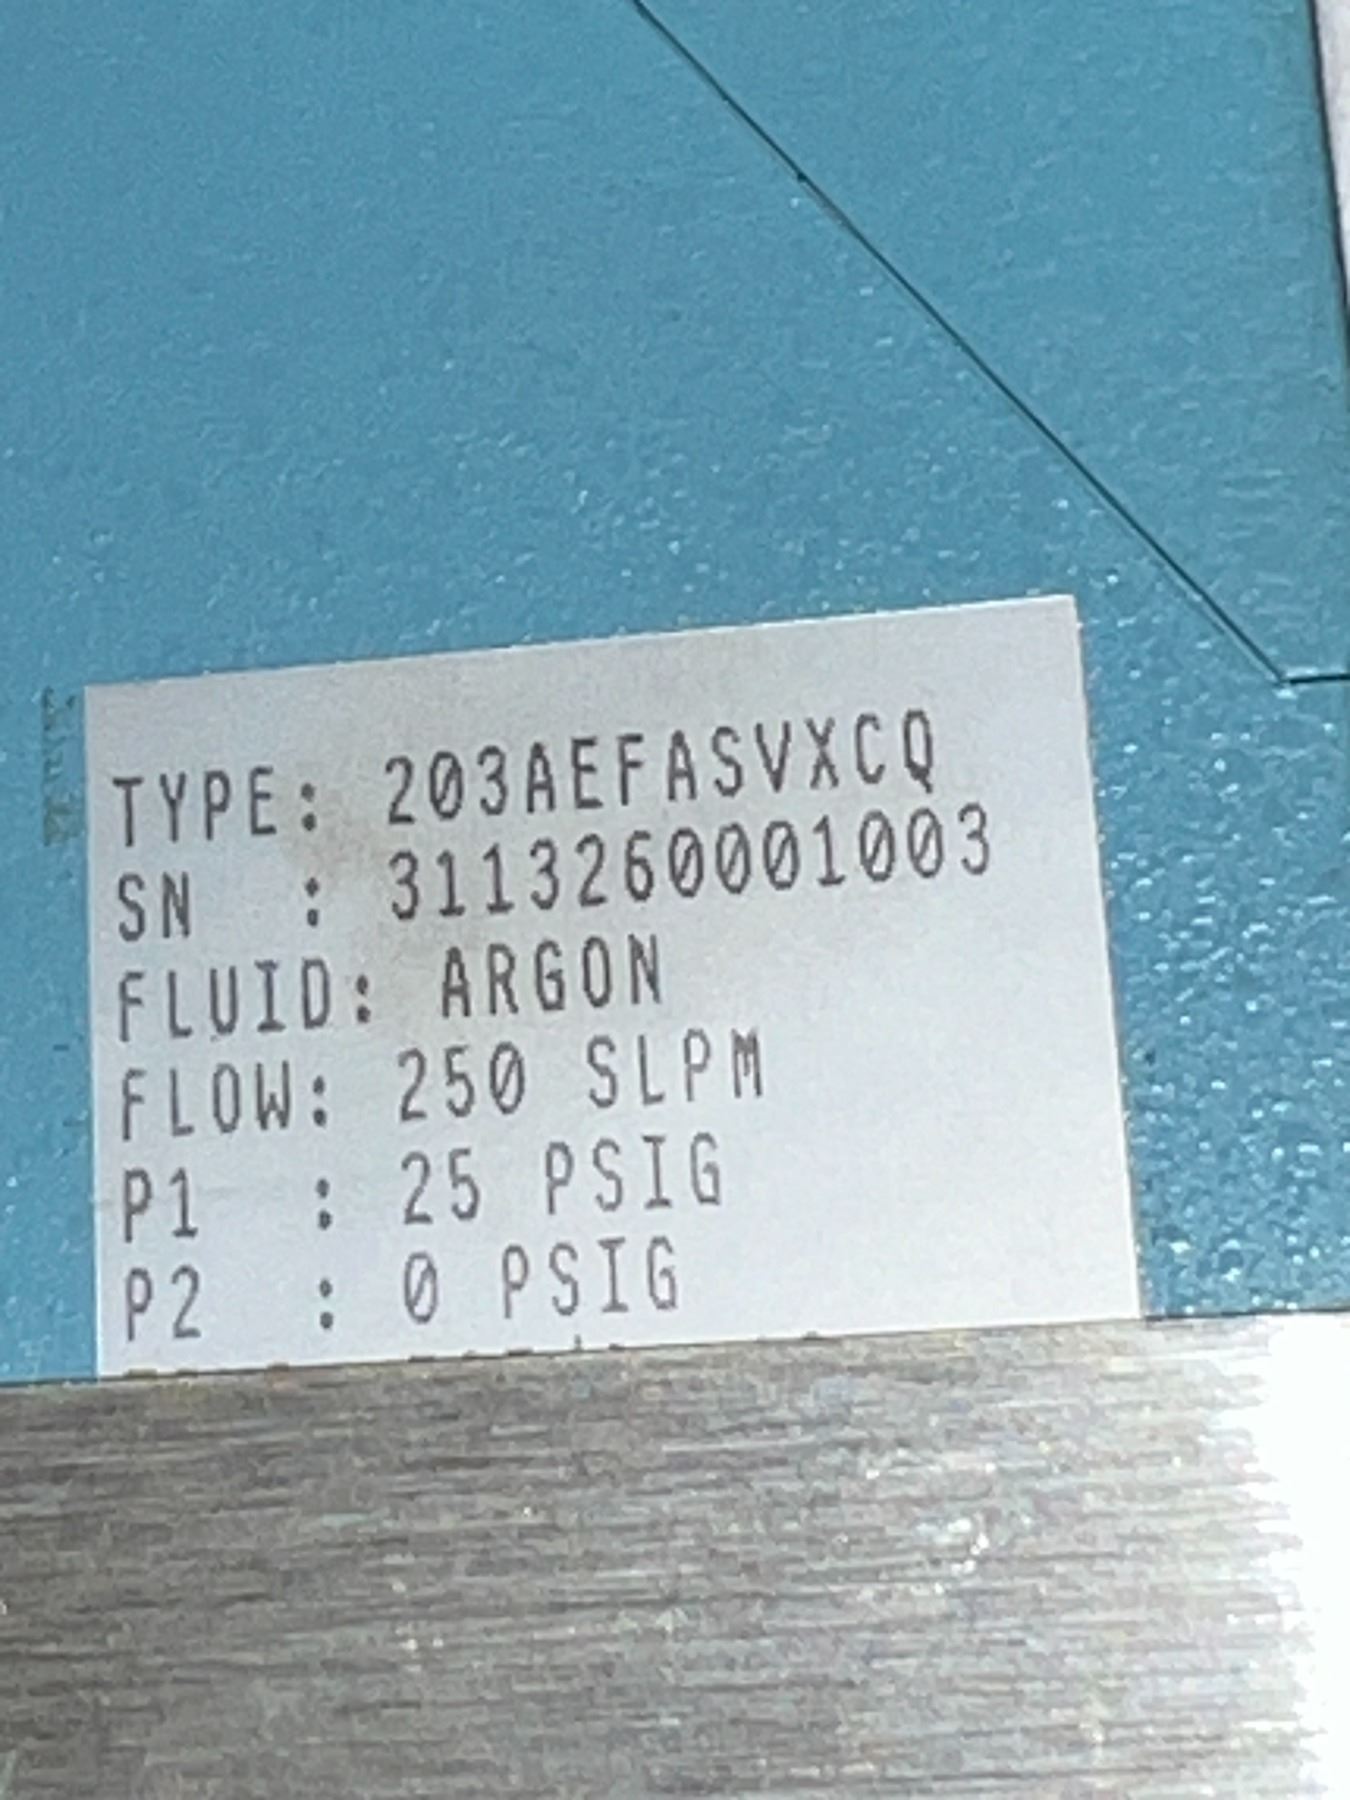 TYPE: 203AEFASVXCQ
SN : 3113260001003
FLUID: ARGON
FLOW: 250 SLPM
P1 : 25 PSIG
P2 : 0 PSIG